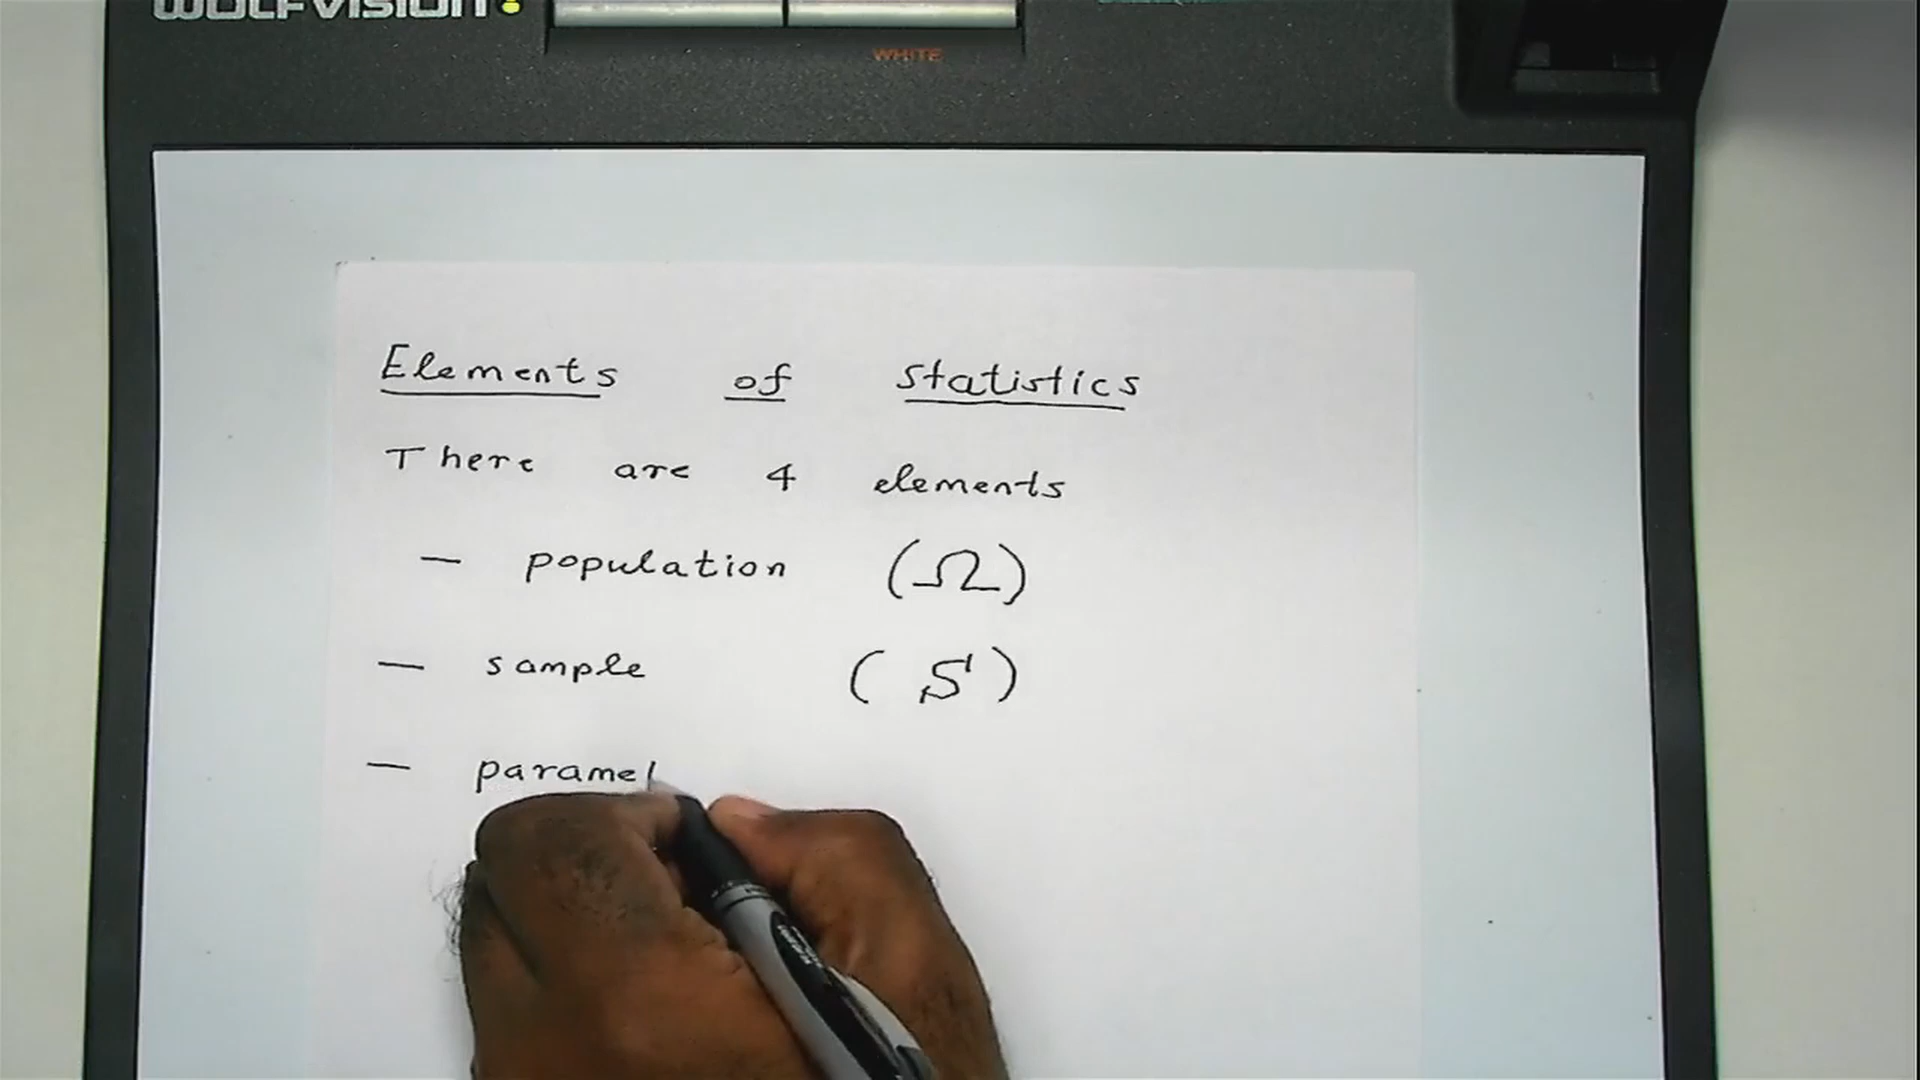 WOLFVISION
WHITE
Elements of statistics
There are 4 elements
— population (Ω)
— sample (S)
— paramet